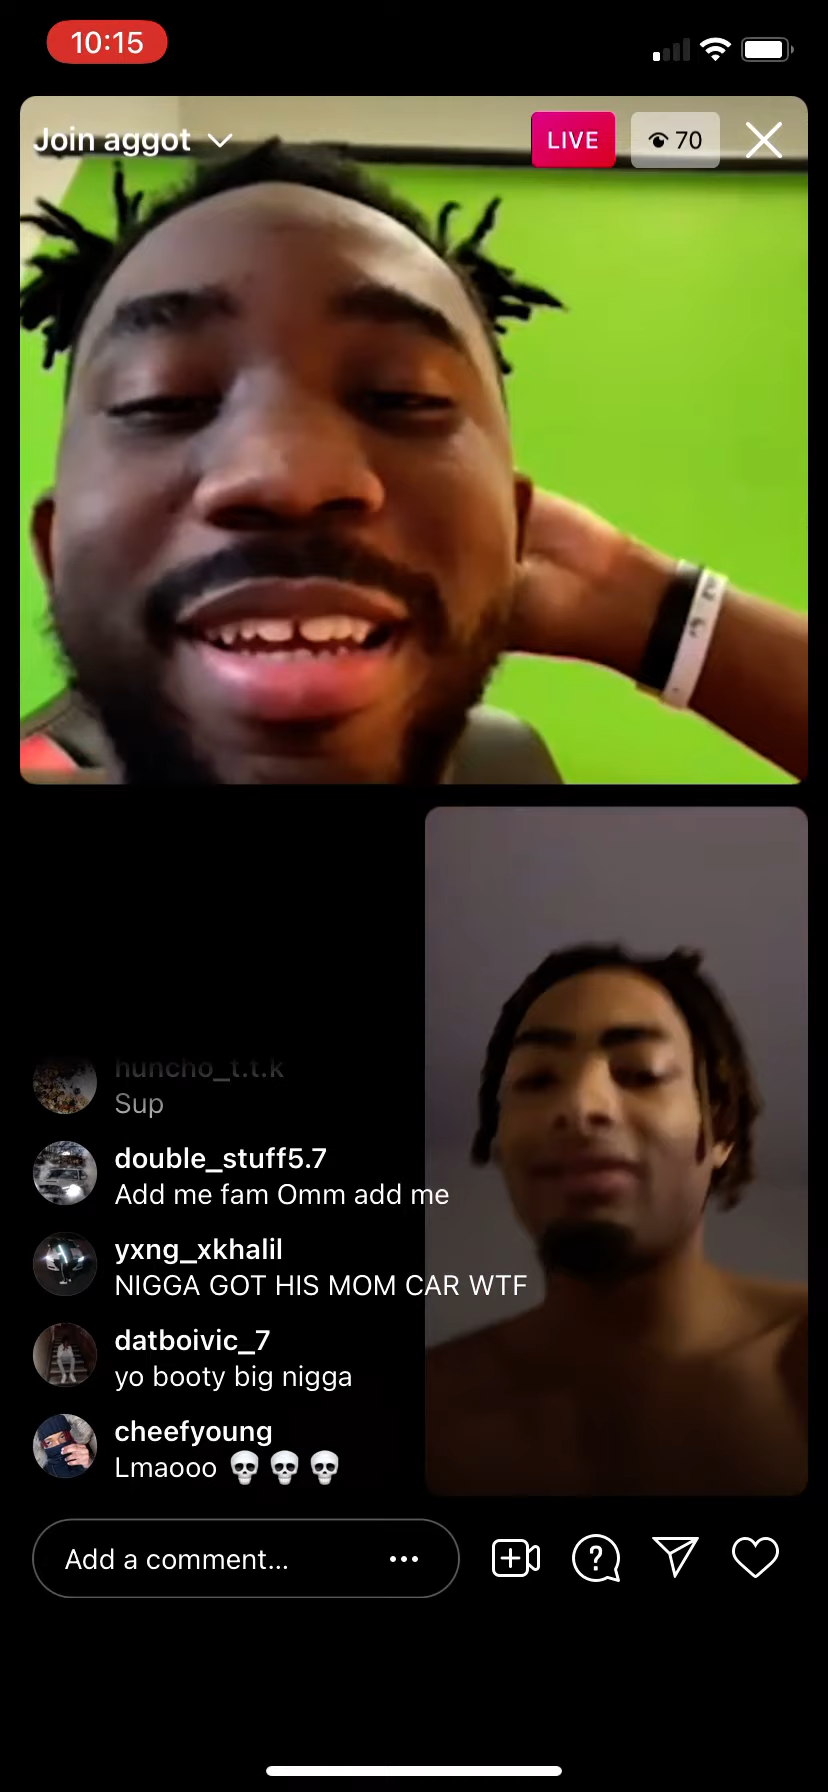 10:15
Join aggot
LIVE
70
huncho_t.t.k
Sup
double_stuff5.7
Add me fam Omm add me
yxng_xkhalil
NIGGA GOT HIS MOM CAR WTF
datboivic_7
yo booty big nigga
cheefyoung
Lmaooo 💀💀💀
Add a comment...